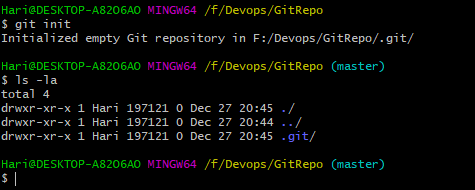 Hari@DESKTOP-A8206AO MINGW64 /f/Devops/GitRepo
$ git init
Initialized empty Git repository in F:/Devops/GitRepo/.git/
Hari@DESKTOP-A8206AO MINGW64 /f/Devops/GitRepo (master)
$ ls -la
total 4
drwxr-xr-x 1 Hari 197121 0 Dec 27 20:45 ./
drwxr-xr-x 1 Hari 197121 0 Dec 27 20:44 ../
drwxr-xr-x 1 Hari 197121 0 Dec 27 20:45 .git/
Hari@DESKTOP-A8206AO MINGW64 /f/Devops/GitRepo (master)
$